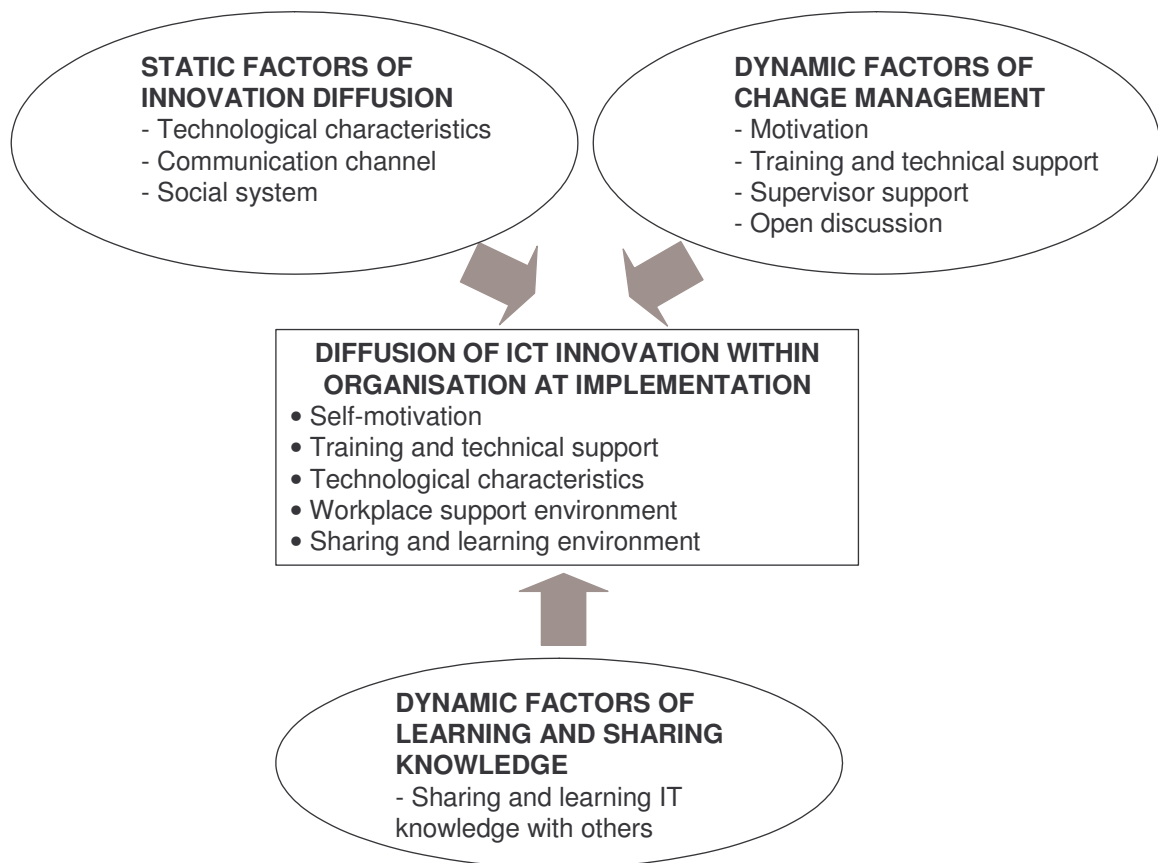 STATIC FACTORS OF
INNOVATION DIFFUSION
- Technological characteristics
- Communication channel
- Social system
DYNAMIC FACTORS OF
CHANGE MANAGEMENT
- Motivation
- Training and technical support
- Supervisor support
- Open discussion
DIFFUSION OF ICT INNOVATION WITHIN
ORGANISATION AT IMPLEMENTATION
• Self-motivation
• Training and technical support
• Technological characteristics
• Workplace support environment
• Sharing and learning environment
DYNAMIC FACTORS OF
LEARNING AND SHARING
KNOWLEDGE
- Sharing and learning IT
knowledge with others